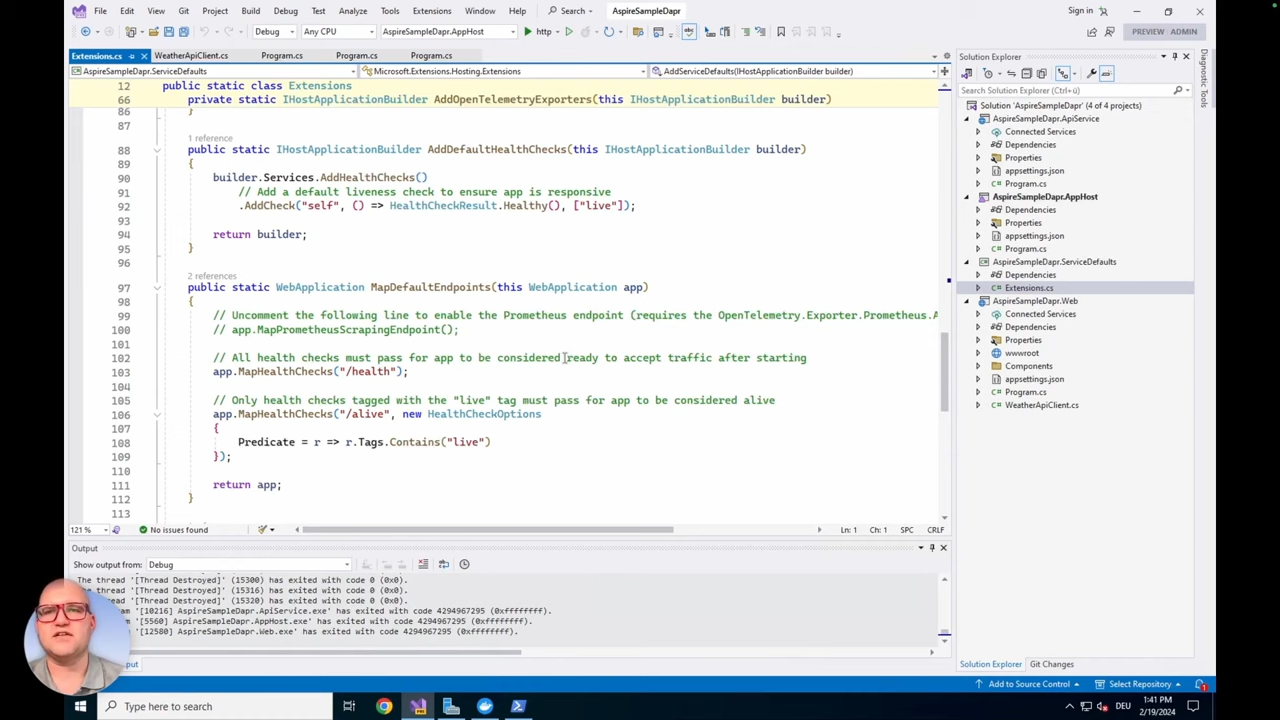 File Edit View Git Project Build Debug Test Analyze Tools Extensions Window Help Search AspireSampleDapr Sign in
Debug Any CPU AspireSampleDapr.AppHost http PREVIEW ADMIN
Extensions.cs WeatherApiClient.cs Program.cs Program.cs Program.cs
AspireSampleDapr.ServiceDefaults Microsoft.Extensions.Hosting.Extensions AddServiceDefaults(IHostApplicationBuilder builder)
12 public static class Extensions
66 private static IHostApplicationBuilder AddOpenTelemetryExporters(this IHostApplicationBuilder builder)
86 }
87
1 reference
88 public static IHostApplicationBuilder AddDefaultHealthChecks(this IHostApplicationBuilder builder)
89 {
90 builder.Services.AddHealthChecks()
91 // Add a default liveness check to ensure app is responsive
92 .AddCheck("self", () => HealthCheckResult.Healthy(), ["live"]);
93
94 return builder;
95 }
96
2 references
97 public static WebApplication MapDefaultEndpoints(this WebApplication app)
98 {
99 // Uncomment the following line to enable the Prometheus endpoint (requires the OpenTelemetry.Exporter.Prometheus.A
100 // app.MapPrometheusScrapingEndpoint();
101
102 // All health checks must pass for app to be considered ready to accept traffic after starting
103 app.MapHealthChecks("/health");
104
105 // Only health checks tagged with the "live" tag must pass for app to be considered alive
106 app.MapHealthChecks("/alive", new HealthCheckOptions
107 {
108 Predicate = r => r.Tags.Contains("live")
109 });
110
111 return app;
112 }
113
121 % No issues found Ln: 1 Ch: 1 SPC CRLF
Output
Show output from: Debug
The thread '[Thread Destroyed]' (15300) has exited with code 0 (0x0).
The thread '[Thread Destroyed]' (15316) has exited with code 0 (0x0).
The thread '[Thread Destroyed]' (15320) has exited with code 0 (0x0).
am '[10216] AspireSampleDapr.ApiService.exe' has exited with code 4294967295 (0xffffffff).
[5560] AspireSampleDapr.AppHost.exe' has exited with code 4294967295 (0xffffffff).
[12580] AspireSampleDapr.Web.exe' has exited with code 4294967295 (0xffffffff).
put
Solution Explorer
Search Solution Explorer (Ctrl+ü)
Solution 'AspireSampleDapr' (4 of 4 projects)
AspireSampleDapr.ApiService
Connected Services
Dependencies
Properties
appsettings.json
Program.cs
AspireSampleDapr.AppHost
Dependencies
Properties
appsettings.json
Program.cs
AspireSampleDapr.ServiceDefaults
Dependencies
Extensions.cs
AspireSampleDapr.Web
Connected Services
Dependencies
Properties
wwwroot
Components
appsettings.json
Program.cs
WeatherApiClient.cs
Solution Explorer Git Changes
Diagnostic Tools
Add to Source Control Select Repository 1
Type here to search DEU 1:41 PM
2/19/2024